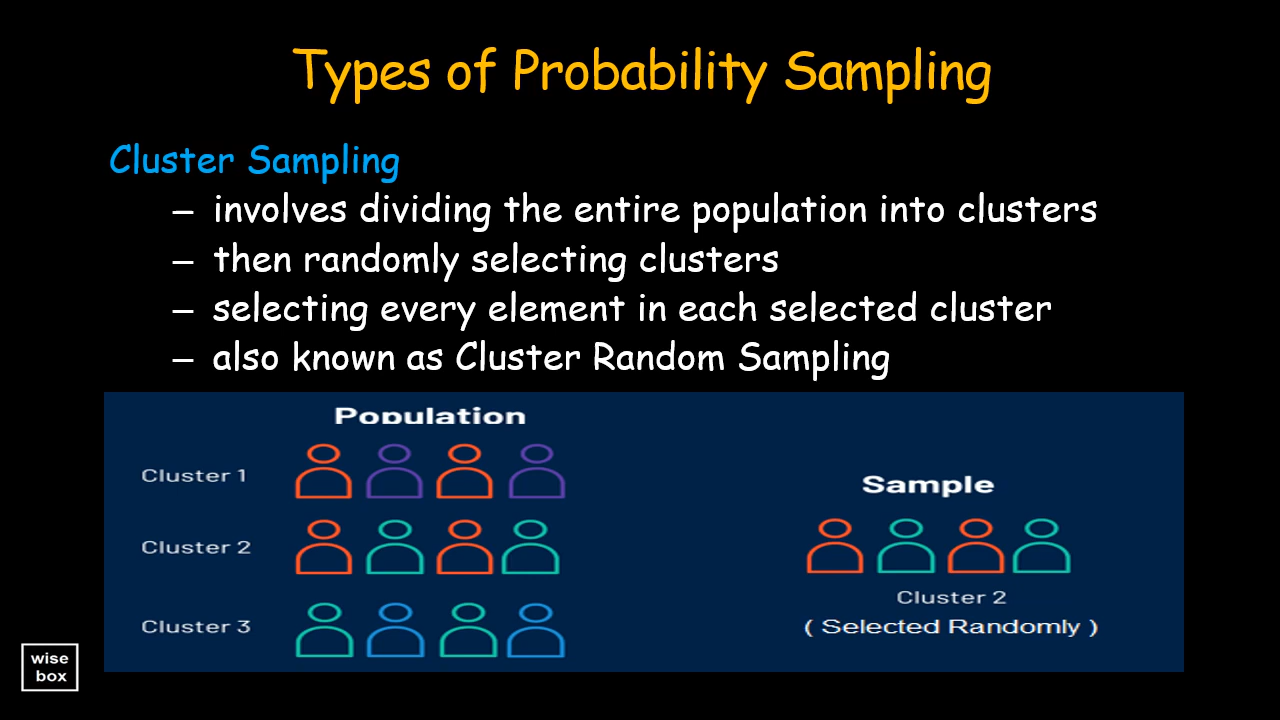 Types of Probability Sampling
Cluster Sampling
– involves dividing the entire population into clusters
– then randomly selecting clusters
– selecting every element in each selected cluster
– also known as Cluster Random Sampling
Population
Cluster 1
Cluster 2
Cluster 3
Sample
Cluster 2
( Selected Randomly )
wise
box